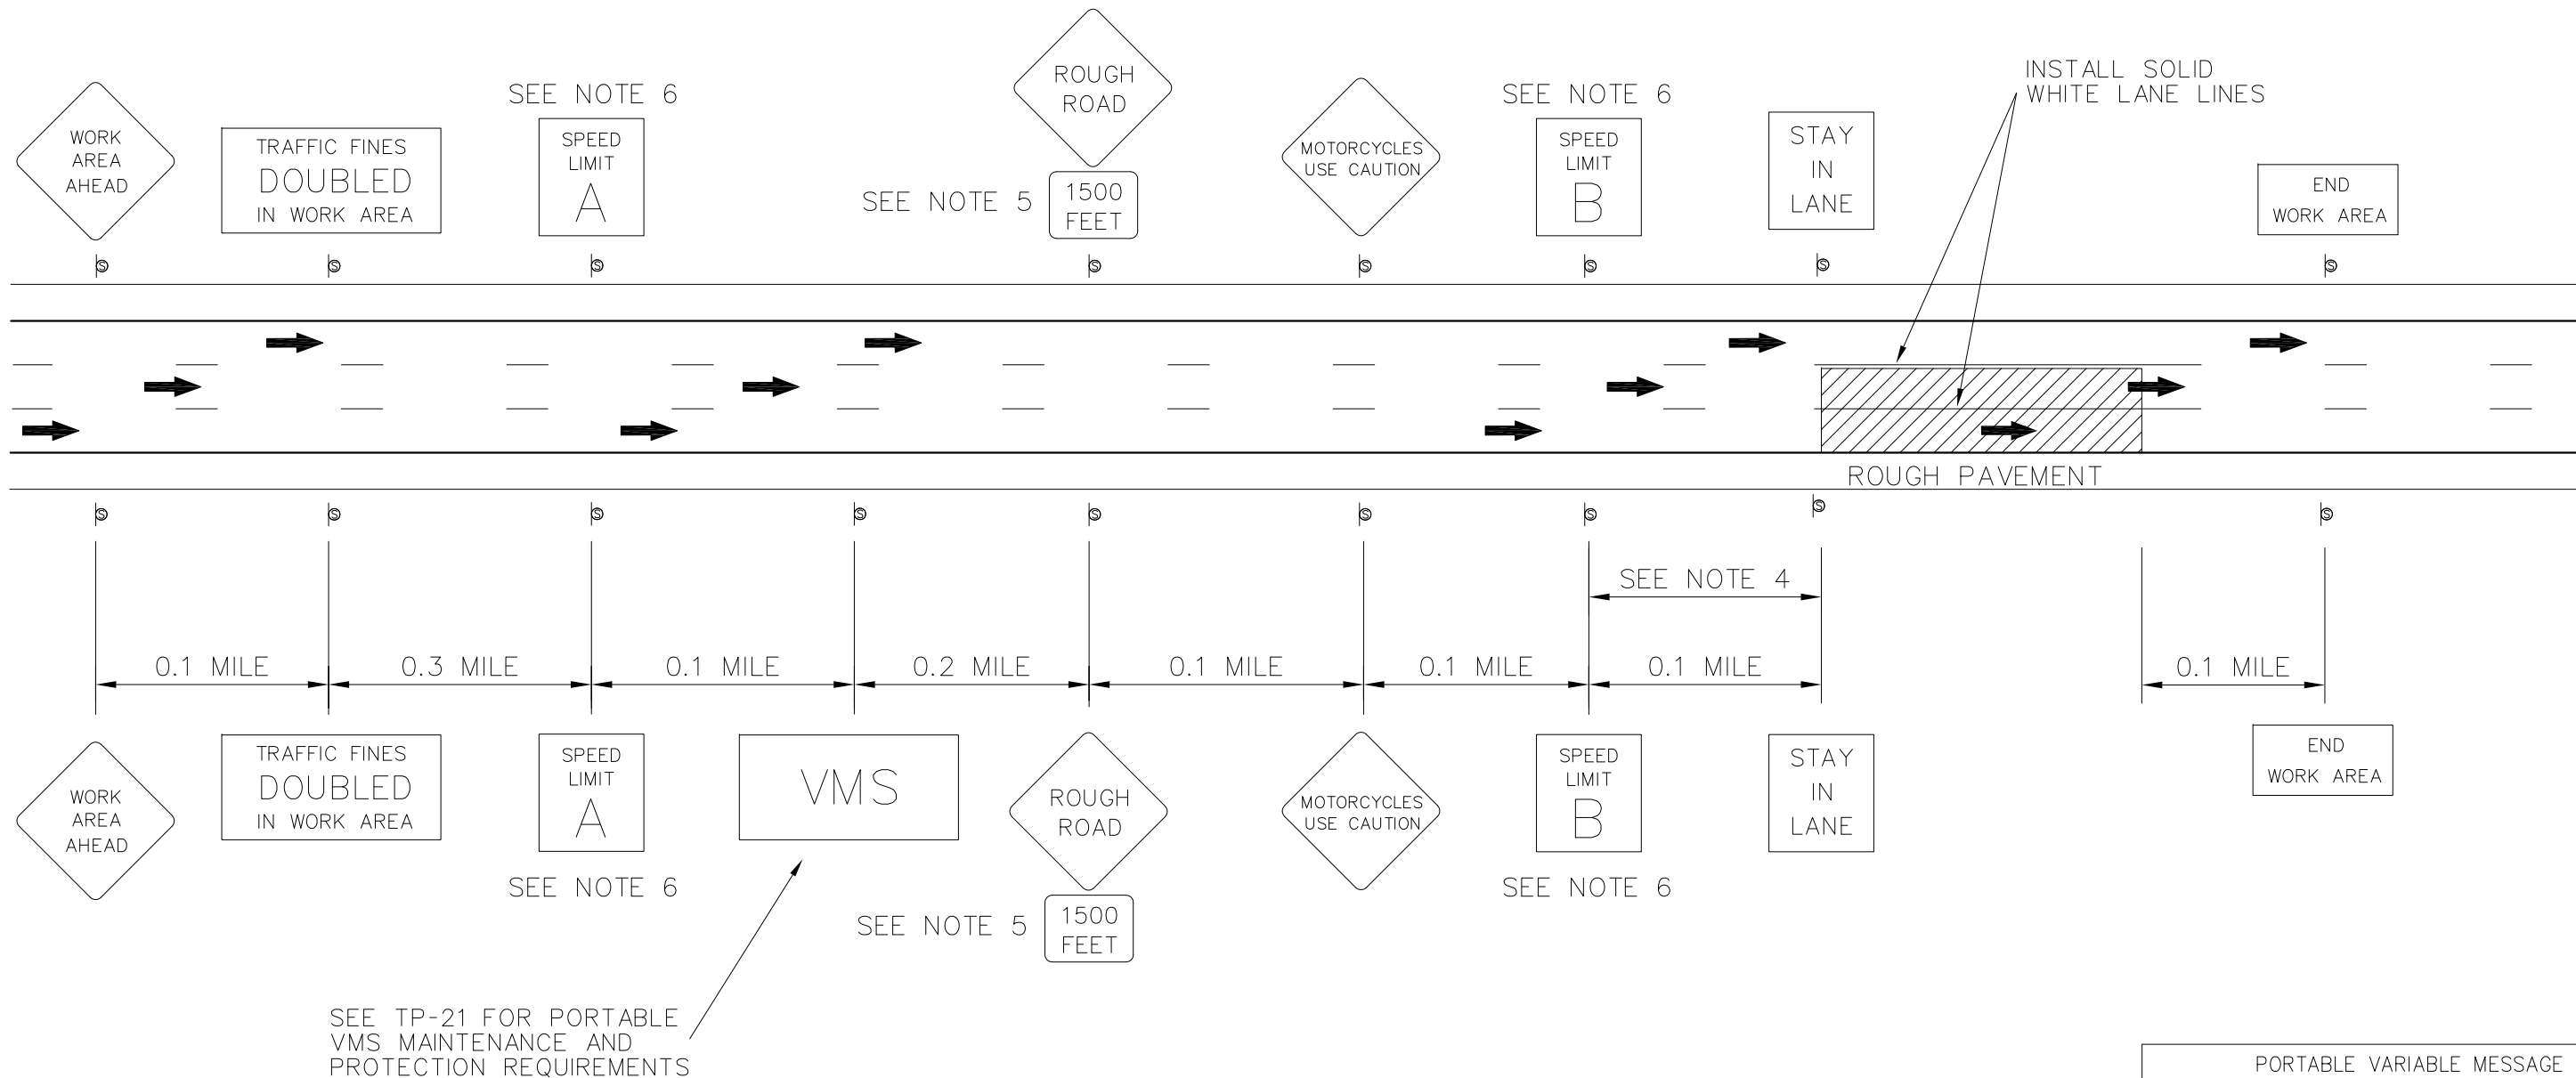 INSTALL SOLID
WHITE LANE LINES
WORK
AREA
AHEAD
TRAFFIC FINES
DOUBLED
IN WORK AREA
SEE NOTE 6
SPEED
LIMIT
A
ROUGH
ROAD
SEE NOTE 5
1500
FEET
MOTORCYCLES
USE CAUTION
SEE NOTE 6
SPEED
LIMIT
B
STAY
IN
LANE
END
WORK AREA
S
S
S
S
S
S
S
S
ROUGH PAVEMENT
S
S
S
S
S
S
S
S
S
SEE NOTE 4
0.1 MILE
0.3 MILE
0.1 MILE
0.2 MILE
0.1 MILE
0.1 MILE
0.1 MILE
0.1 MILE
WORK
AREA
AHEAD
TRAFFIC FINES
DOUBLED
IN WORK AREA
SPEED
LIMIT
A
SEE NOTE 6
VMS
ROUGH
ROAD
SEE NOTE 5
1500
FEET
MOTORCYCLES
USE CAUTION
SPEED
LIMIT
B
SEE NOTE 6
STAY
IN
LANE
END
WORK AREA
SEE TP-21 FOR PORTABLE
VMS MAINTENANCE AND
PROTECTION REQUIREMENTS
PORTABLE VARIABLE MESSAGE